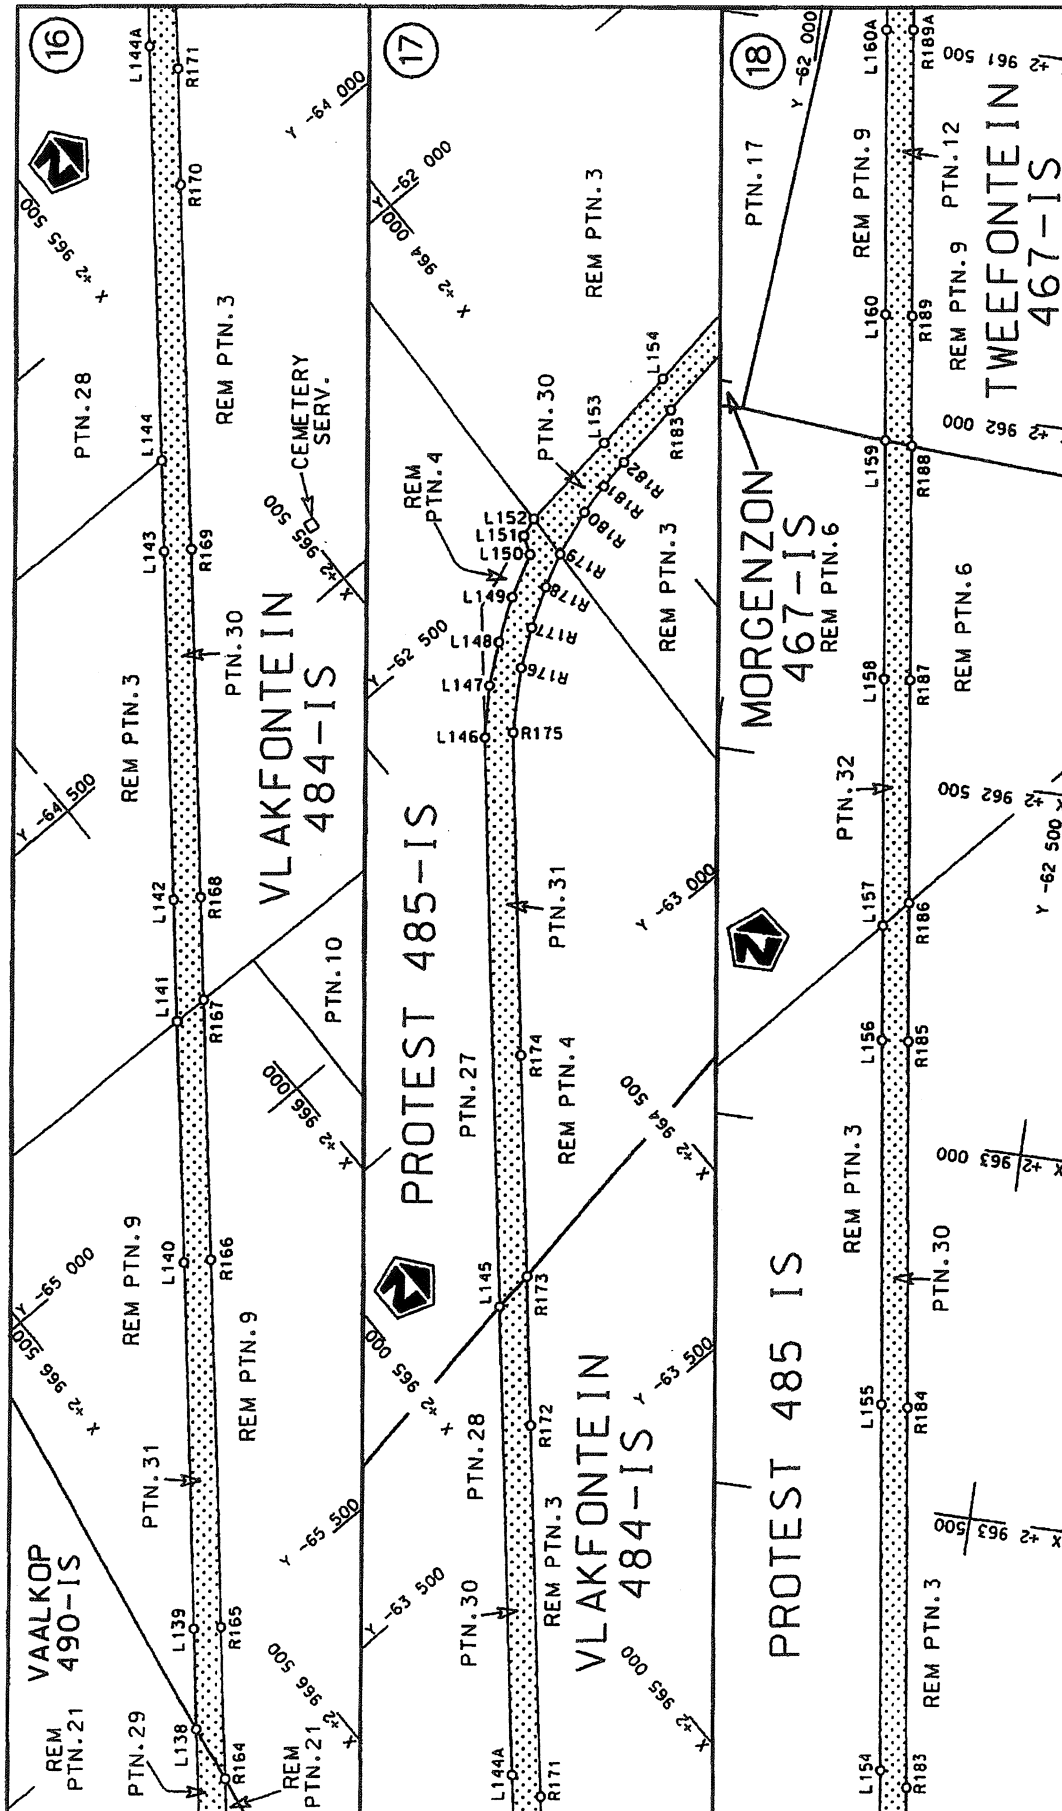 16
VAALKOP
490-IS
REM
PTN.21
PTN.29
L138
R164
REM
PTN.21
L139
R165
PTN.31
REM PTN.9
REM PTN.9
L140
R166
X +2 966 500
Y -65 000
X +2 966 500
Y -65 500
L141
R167
PTN.10
X +2 966 000
L142
R168
Y -64 500
REM PTN.3
PTN.30
VLAKFONTEIN
484-IS
L143
R169
L144
PTN.28
REM PTN.3
CEMETERY
SERV.
X +2 965 500
X +2 965 500
R170
L144A
R171
Y -64 000
17
L144A
R171
PTN.30
REM PTN.3
VLAKFONTEIN
484-IS
Y -63 500
X +2 965 000
PTN.28
R172
Y -63 500
X +2 965 000
L145
R173
PROTEST 485-IS
PTN.27
REM PTN.4
R174
X +2 964 500
PTN.31
Y -63 000
L146
R175
L147
R176
L148
R177
L149
R178
L150
R179
L151
L152
R180
R181
R182
L153
R183
L154
REM
PTN.4
PTN.30
Y -62 500
REM PTN.3
REM PTN.3
X +2 964 000
Y -62 000
18
L154
R183
REM PTN.3
PROTEST 485 IS
X +2 963 500
L155
R184
PTN.30
REM PTN.3
X +2 963 000
L156
R185
L157
R186
Y -62 500
X +2 962 500
PTN.32
L158
R187
MORGENZON
467-IS
REM PTN.6
REM PTN.6
L159
R188
+2 962 000
L160
R189
PTN.17
REM PTN.9
REM PTN.9
PTN.12
TWEEFONTEIN
467-IS
Y -62 000
L160A
R189A
+2 961 500